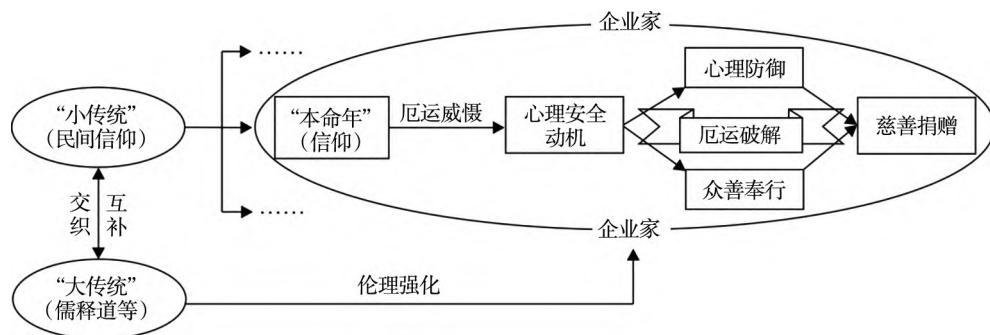 企业家
……
心理防御
“小传统”
（民间信仰）
“本命年”
（信仰）
厄运威慑
心理安全
动机
厄运破解
慈善捐赠
众善奉行
……
交织
互补
企业家
“大传统”
（儒释道等）
伦理强化